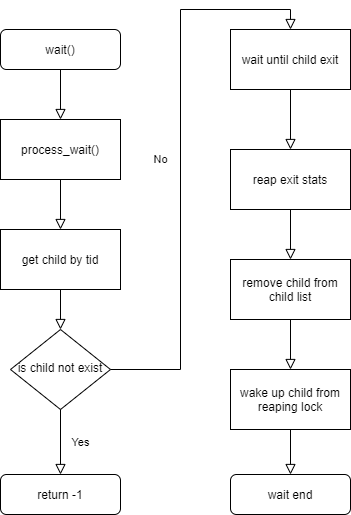 wait()
process_wait()
get child by tid
is child not exist
Yes
return -1
No
wait until child exit
reap exit stats
remove child from
child list
wake up child from
reaping lock
wait end